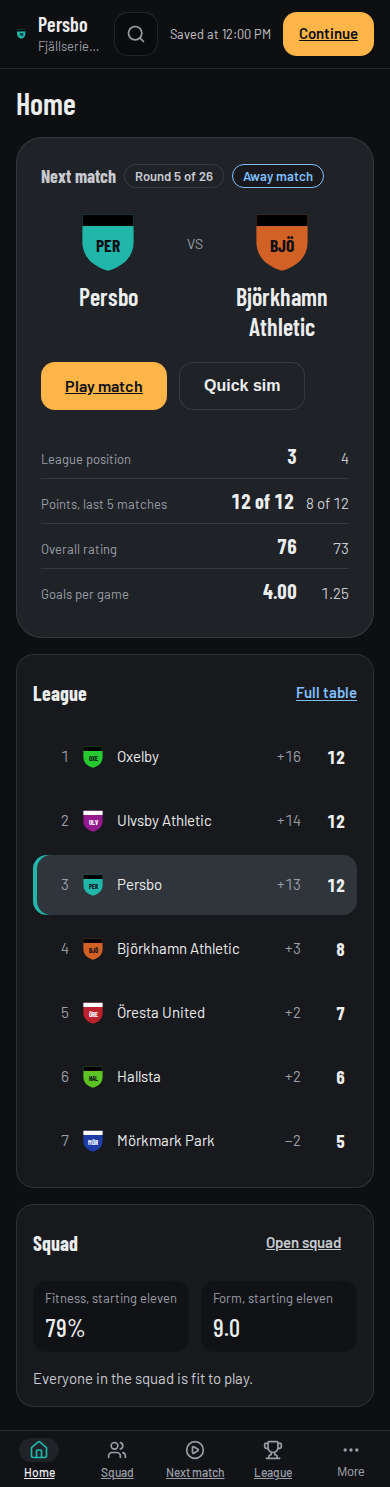 Persbo
Fjällserie...
Saved at 12:00 PM
Continue
Home
Next match
Round 5 of 26
Away match
PER
VS
BJÖ
Persbo
Björkhamn
Athletic
Play match
Quick sim
League position 3 4
Points, last 5 matches 12 of 12 8 of 12
Overall rating 76 73
Goals per game 4.00 1.25
League
Full table
1 OXE Oxelby +16 12
2 ULV Ulvsby Athletic +14 12
3 PER Persbo +13 12
4 BJÖ Björkhamn Athletic +3 8
5 ÖRE Öresta United +2 7
6 HAL Hallsta +2 6
7 MÖR Mörkmark Park −2 5
Squad
Open squad
Fitness, starting eleven
79%
Form, starting eleven
9.0
Everyone in the squad is fit to play.
Home
Squad
Next match
League
More